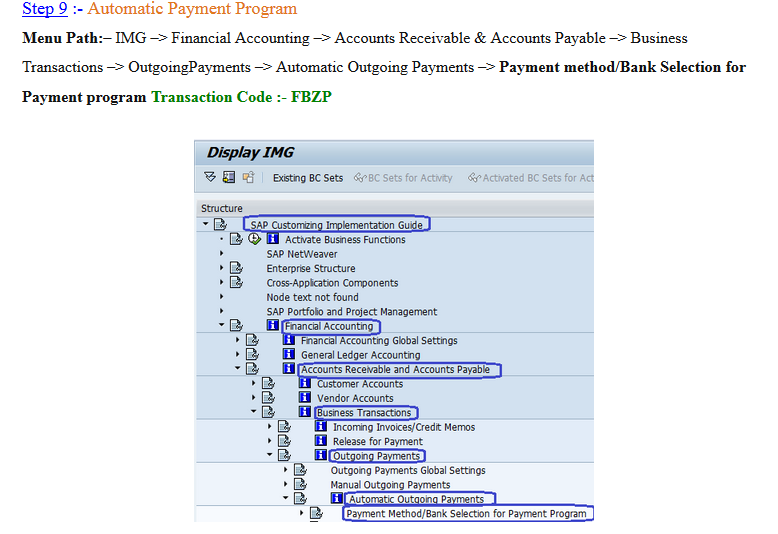 Step 9 :- Automatic Payment Program
Menu Path:– IMG –> Financial Accounting –> Accounts Receivable & Accounts Payable –> Business
Transactions –> OutgoingPayments –> Automatic Outgoing Payments –> Payment method/Bank Selection for
Payment program Transaction Code :- FBZP
Display IMG
Existing BC Sets BC Sets for Activity Activated BC Sets for Act
Structure
SAP Customizing Implementation Guide
Activate Business Functions
SAP NetWeaver
Enterprise Structure
Cross-Application Components
Node text not found
SAP Portfolio and Project Management
Financial Accounting
Financial Accounting Global Settings
General Ledger Accounting
Accounts Receivable and Accounts Payable
Customer Accounts
Vendor Accounts
Business Transactions
Incoming Invoices/Credit Memos
Release for Payment
Outgoing Payments
Outgoing Payments Global Settings
Manual Outgoing Payments
Automatic Outgoing Payments
Payment Method/Bank Selection for Payment Program